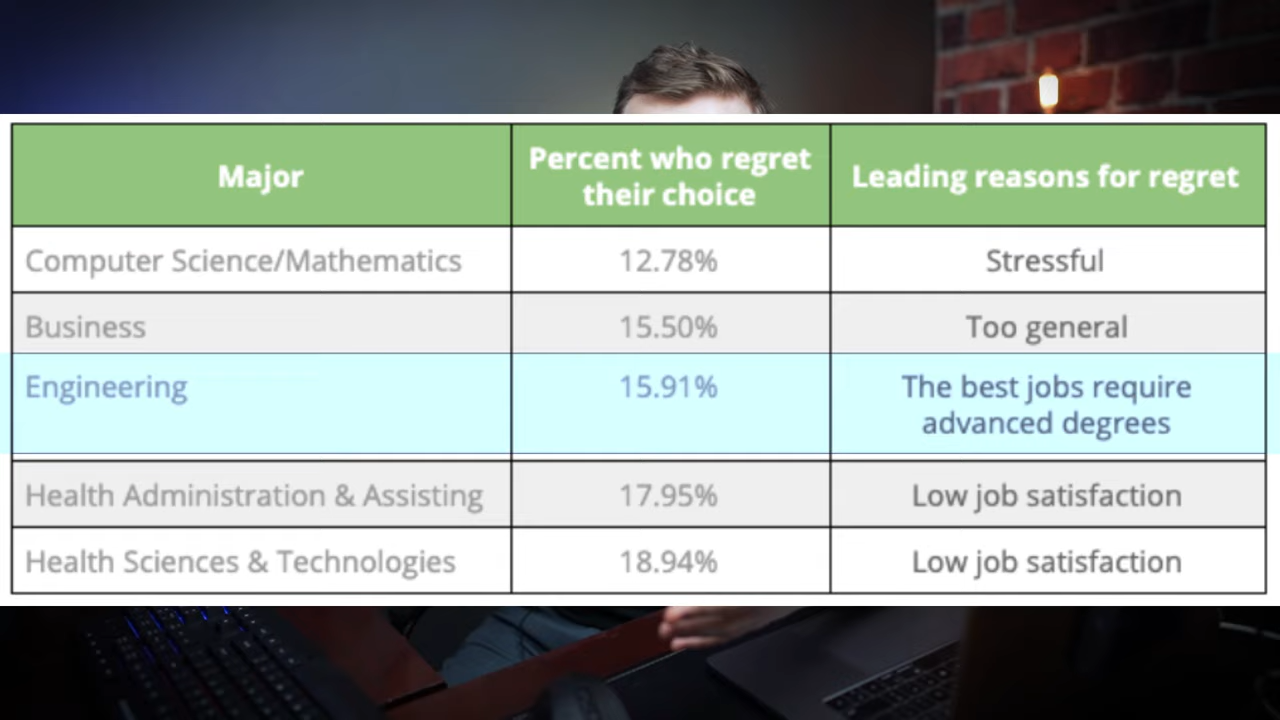 Major
Percent who regret
their choice
Leading reasons for regret
Computer Science/Mathematics
12.78%
Stressful
Business
15.50%
Too general
Engineering
15.91%
The best jobs require
advanced degrees
Health Administration & Assisting
17.95%
Low job satisfaction
Health Sciences & Technologies
18.94%
Low job satisfaction